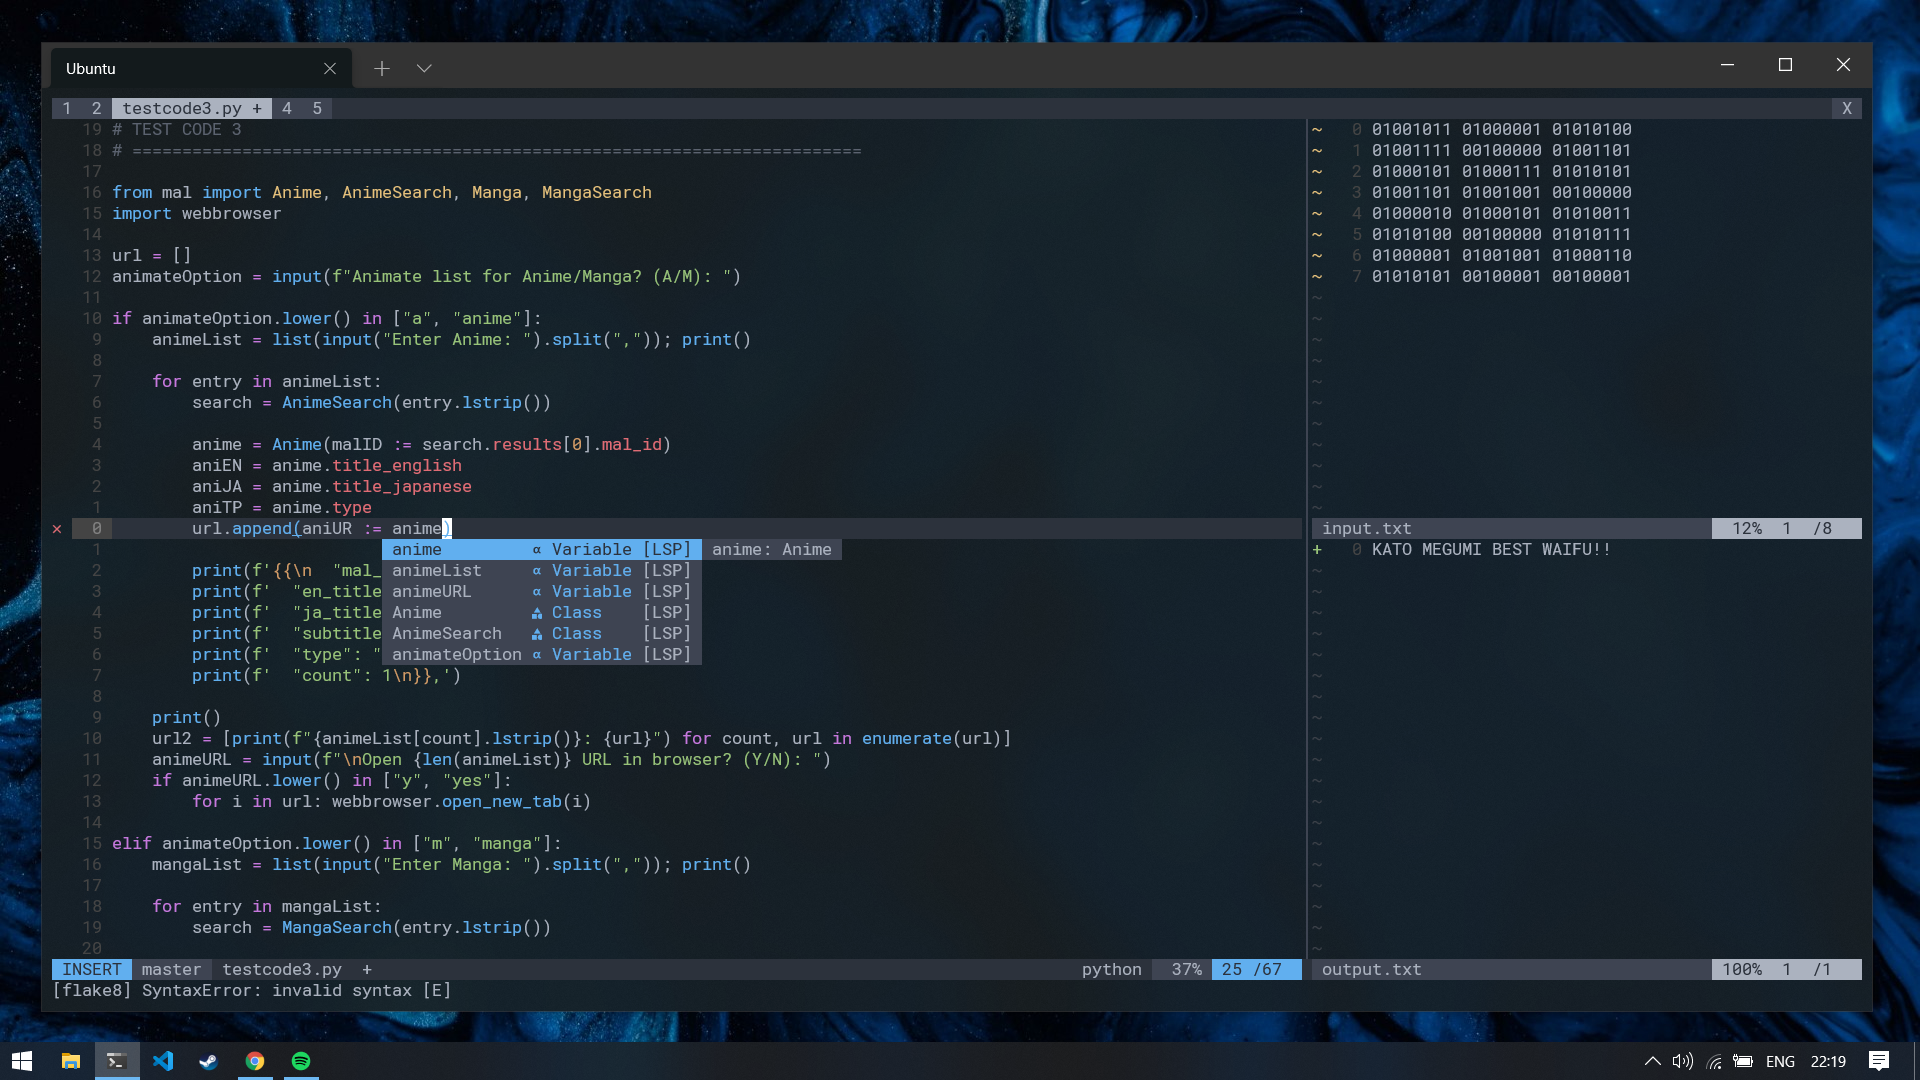 Ubuntu
1 2 testcode3.py + 4 5 X
19 # TEST CODE 3
18 # =========================================================================
17
16 from mal import Anime, AnimeSearch, Manga, MangaSearch
15 import webbrowser
14
13 url = []
12 animateOption = input(f"Animate list for Anime/Manga? (A/M): ")
11
10 if animateOption.lower() in ["a", "anime"]:
9     animeList = list(input("Enter Anime: ").split(",")); print()
8
7     for entry in animeList:
6         search = AnimeSearch(entry.lstrip())
5
4         anime = Anime(malID := search.results[0].mal_id)
3         aniEN = anime.title_english
2         aniJA = anime.title_japanese
1         aniTP = anime.type
× 0         url.append(aniUR := anime)
1 anime α Variable [LSP] anime: Anime
2         print(f'{{\n  "mal_ animeList α Variable [LSP]
3         print(f'  "en_title animeURL α Variable [LSP]
4         print(f'  "ja_title Anime Class [LSP]
5         print(f'  "subtitle AnimeSearch Class [LSP]
6         print(f'  "type": " animateOption α Variable [LSP]
7         print(f'  "count": 1\n}},')
8
9     print()
10     url2 = [print(f"{animeList[count].lstrip()}: {url}") for count, url in enumerate(url)]
11     animeURL = input(f"\nOpen {len(animeList)} URL in browser? (Y/N): ")
12     if animeURL.lower() in ["y", "yes"]:
13         for i in url: webbrowser.open_new_tab(i)
14
15 elif animateOption.lower() in ["m", "manga"]:
16     mangaList = list(input("Enter Manga: ").split(",")); print()
17
18     for entry in mangaList:
19         search = MangaSearch(entry.lstrip())
20
INSERT master testcode3.py + python 37% 25 /67
[flake8] SyntaxError: invalid syntax [E]
~ 0 01001011 01000001 01010100
~ 1 01001111 00100000 01001101
~ 2 01000101 01000111 01010101
~ 3 01001101 01001001 00100000
~ 4 01000010 01000101 01010011
~ 5 01010100 00100000 01010111
~ 6 01000001 01001001 01000110
~ 7 01010101 00100001 00100001
input.txt 12% 1 /8
+ 0 KATO MEGUMI BEST WAIFU!!
output.txt 100% 1 /1
ENG 22:19